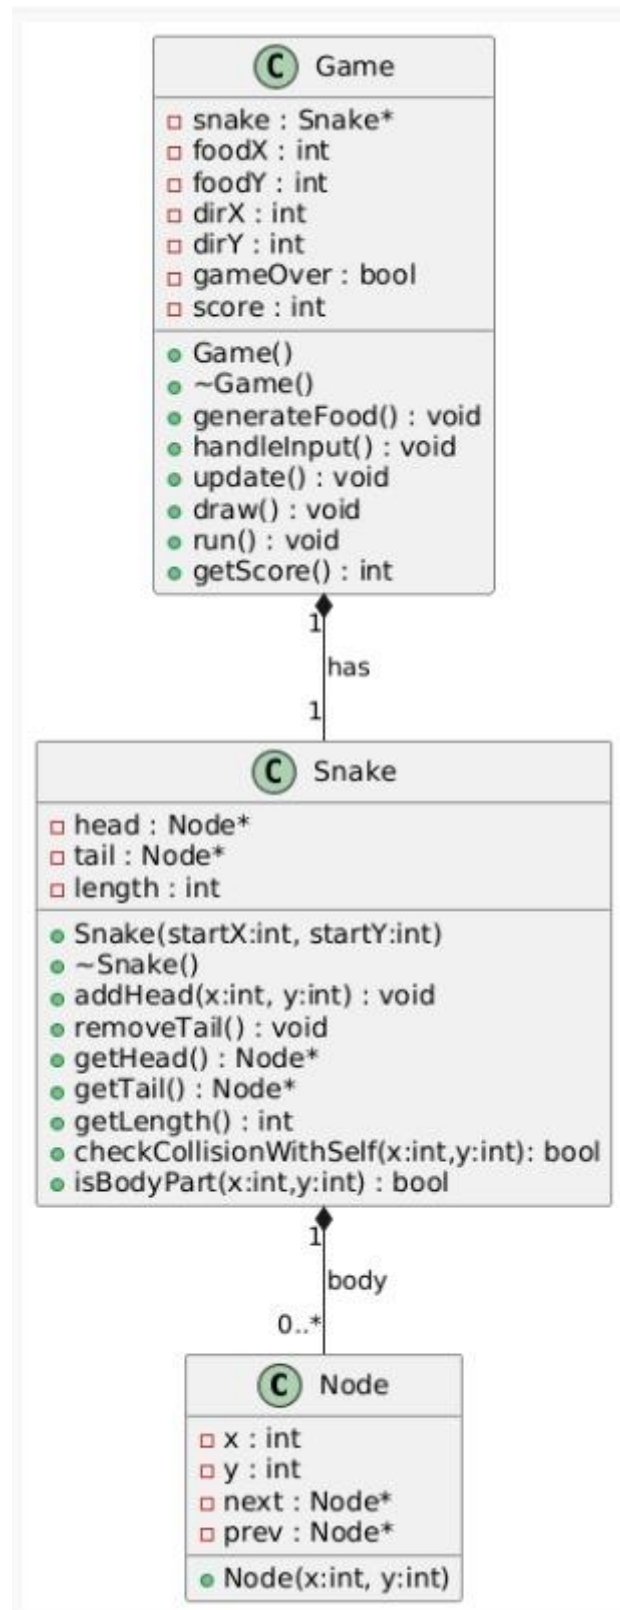 C Game
snake : Snake*
foodX : int
foodY : int
dirX : int
dirY : int
gameOver : bool
score : int
Game()
~Game()
generateFood() : void
handleInput() : void
update() : void
draw() : void
run() : void
getScore() : int
1
has
1
C Snake
head : Node*
tail : Node*
length : int
Snake(startX:int, startY:int)
~Snake()
addHead(x:int, y:int) : void
removeTail() : void
getHead() : Node*
getTail() : Node*
getLength() : int
checkCollisionWithSelf(x:int,y:int): bool
isBodyPart(x:int,y:int) : bool
1
body
0..*
C Node
x : int
y : int
next : Node*
prev : Node*
Node(x:int, y:int)